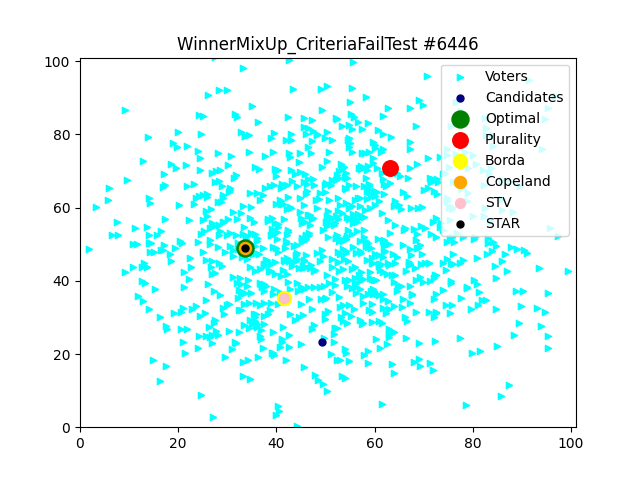 WinnerMixUp_CriteriaFailTest #6446
100
80
60
40
20
0
0
20
40
60
80
100
Voters
Candidates
Optimal
Plurality
Borda
Copeland
STV
STAR